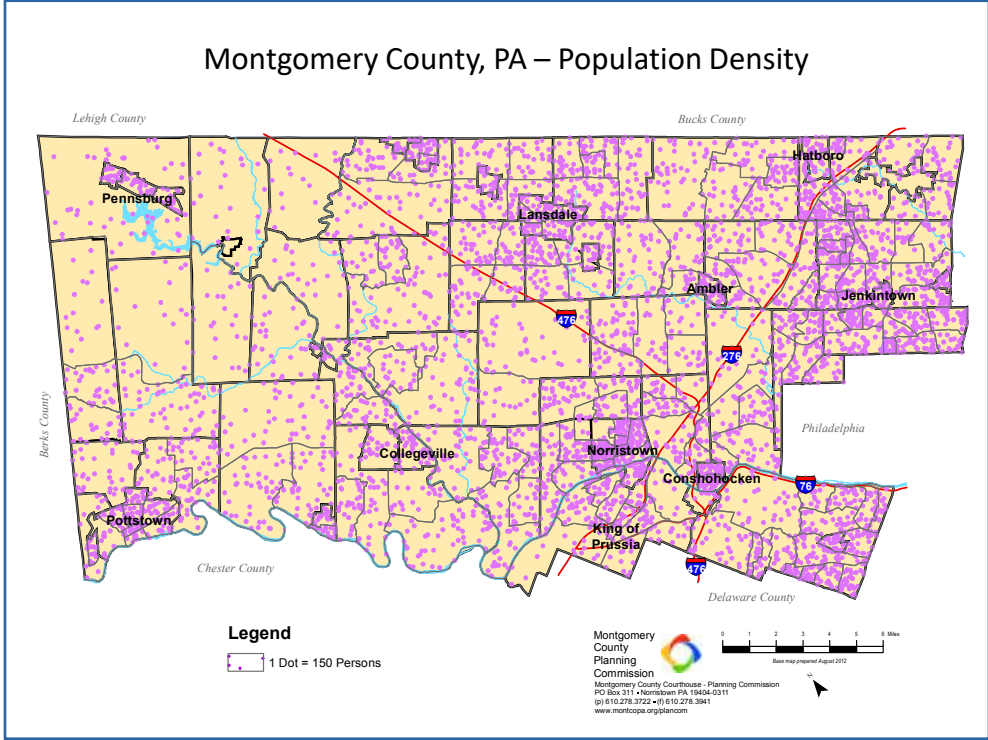 Montgomery County, PA – Population Density
Lehigh County
Bucks County
Hatboro
Pennsburg
Lansdale
Ambler
Jenkintown
476
276
Berks County
Philadelphia
Collegeville
Norristown
Conshohocken
76
Pottstown
King of
Prussia
Chester County
476
Delaware County
Legend
1 Dot = 150 Persons
Montgomery
County
Planning
Commission
0 1 2 3 4 5 6 Miles
Base map prepared August 2012
Montgomery County Courthouse - Planning Commission
PO Box 311 • Norristown PA 19404-0311
(p) 610.278.3722 • (f) 610.278.3941
www.montcopa.org/plancom